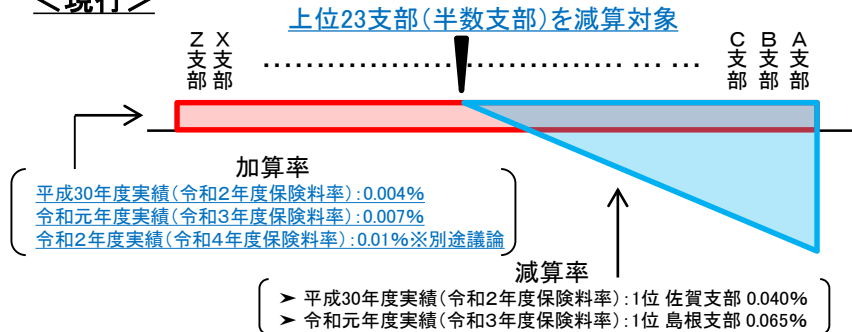 <現行>
上位23支部(半数支部)を減算対象
Z支部
X支部
………………………………… … …
C支部
B支部
A支部
加算率
平成30年度実績(令和2年度保険料率):0.004%
令和元年度実績(令和3年度保険料率):0.007%
令和2年度実績(令和4年度保険料率):0.01%※別途議論
減算率
➤ 平成30年度実績(令和2年度保険料率):1位 佐賀支部 0.040%
➤ 令和元年度実績(令和3年度保険料率):1位 島根支部 0.065%